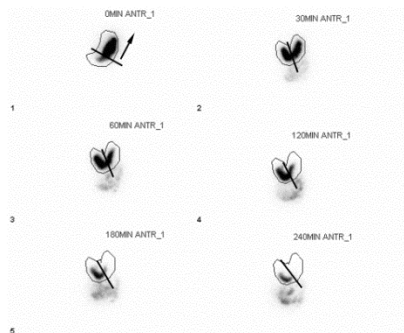 0MIN ANTR_1
30MIN ANTR_1
1
2
60MIN ANTR_1
120MIN ANTR_1
3
4
180MIN ANTR_1
240MIN ANTR_1
5